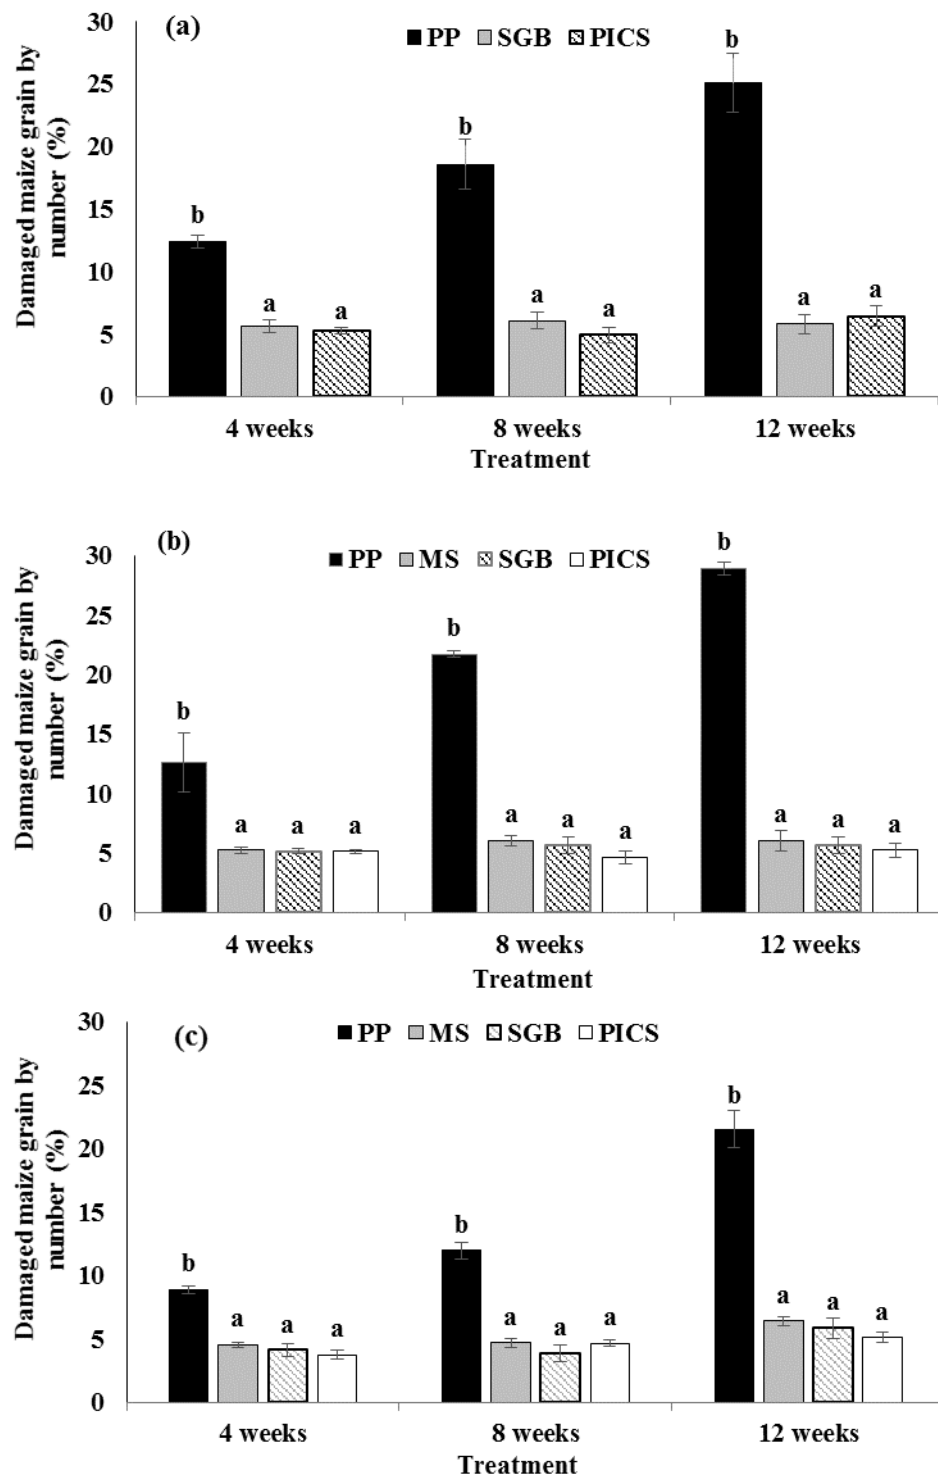 (a)
PP SGB PICS
Damaged maize grain by
number (%)
30
25
20
15
10
5
0
b
a
a
b
a
a
b
a
a
4 weeks 8 weeks 12 weeks
Treatment
(b)
PP MS SGB PICS
Damaged maize grain by
number (%)
30
25
20
15
10
5
0
b
a
a
a
b
a
a
a
b
a
a
a
4 weeks 8 weeks 12 weeks
Treatment
(c)
PP MS SGB PICS
Damaged maize grain by
number (%)
30
25
20
15
10
5
0
b
a
a
a
b
a
a
a
b
a
a
a
4 weeks 8 weeks 12 weeks
Treatment